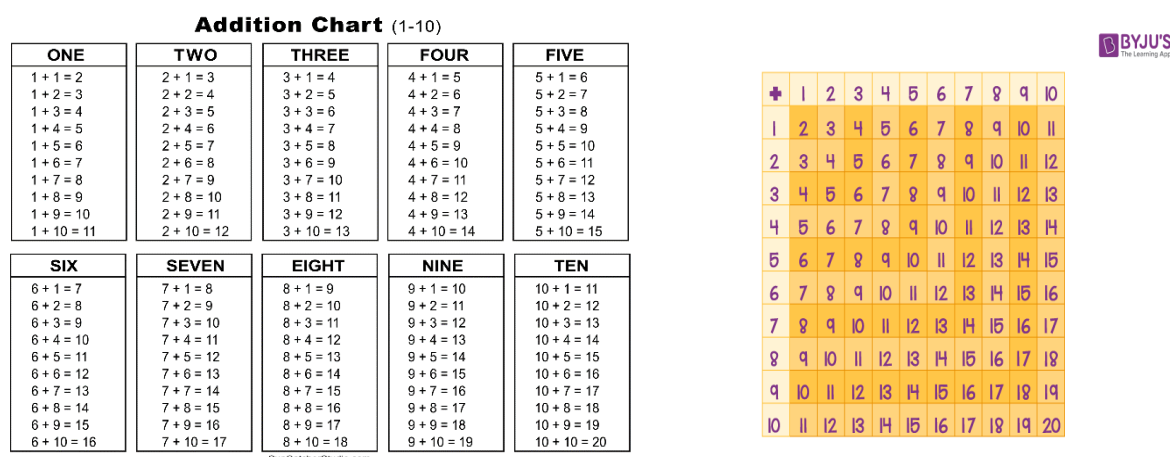 Addition Chart (1-10)
ONE
1 + 1 = 2
1 + 2 = 3
1 + 3 = 4
1 + 4 = 5
1 + 5 = 6
1 + 6 = 7
1 + 7 = 8
1 + 8 = 9
1 + 9 = 10
1 + 10 = 11
TWO
2 + 1 = 3
2 + 2 = 4
2 + 3 = 5
2 + 4 = 6
2 + 5 = 7
2 + 6 = 8
2 + 7 = 9
2 + 8 = 10
2 + 9 = 11
2 + 10 = 12
THREE
3 + 1 = 4
3 + 2 = 5
3 + 3 = 6
3 + 4 = 7
3 + 5 = 8
3 + 6 = 9
3 + 7 = 10
3 + 8 = 11
3 + 9 = 12
3 + 10 = 13
FOUR
4 + 1 = 5
4 + 2 = 6
4 + 3 = 7
4 + 4 = 8
4 + 5 = 9
4 + 6 = 10
4 + 7 = 11
4 + 8 = 12
4 + 9 = 13
4 + 10 = 14
FIVE
5 + 1 = 6
5 + 2 = 7
5 + 3 = 8
5 + 4 = 9
5 + 5 = 10
5 + 6 = 11
5 + 7 = 12
5 + 8 = 13
5 + 9 = 14
5 + 10 = 15
SIX
6 + 1 = 7
6 + 2 = 8
6 + 3 = 9
6 + 4 = 10
6 + 5 = 11
6 + 6 = 12
6 + 7 = 13
6 + 8 = 14
6 + 9 = 15
6 + 10 = 16
SEVEN
7 + 1 = 8
7 + 2 = 9
7 + 3 = 10
7 + 4 = 11
7 + 5 = 12
7 + 6 = 13
7 + 7 = 14
7 + 8 = 15
7 + 9 = 16
7 + 10 = 17
EIGHT
8 + 1 = 9
8 + 2 = 10
8 + 3 = 11
8 + 4 = 12
8 + 5 = 13
8 + 6 = 14
8 + 7 = 15
8 + 8 = 16
8 + 9 = 17
8 + 10 = 18
NINE
9 + 1 = 10
9 + 2 = 11
9 + 3 = 12
9 + 4 = 13
9 + 5 = 14
9 + 6 = 15
9 + 7 = 16
9 + 8 = 17
9 + 9 = 18
9 + 10 = 19
TEN
10 + 1 = 11
10 + 2 = 12
10 + 3 = 13
10 + 4 = 14
10 + 5 = 15
10 + 6 = 16
10 + 7 = 17
10 + 8 = 18
10 + 9 = 19
10 + 10 = 20
BYJU'S
The Learning App
+ 1 2 3 4 5 6 7 8 9 10
1 2 3 4 5 6 7 8 9 10 11
2 3 4 5 6 7 8 9 10 11 12
3 4 5 6 7 8 9 10 11 12 13
4 5 6 7 8 9 10 11 12 13 14
5 6 7 8 9 10 11 12 13 14 15
6 7 8 9 10 11 12 13 14 15 16
7 8 9 10 11 12 13 14 15 16 17
8 9 10 11 12 13 14 15 16 17 18
9 10 11 12 13 14 15 16 17 18 19
10 11 12 13 14 15 16 17 18 19 20